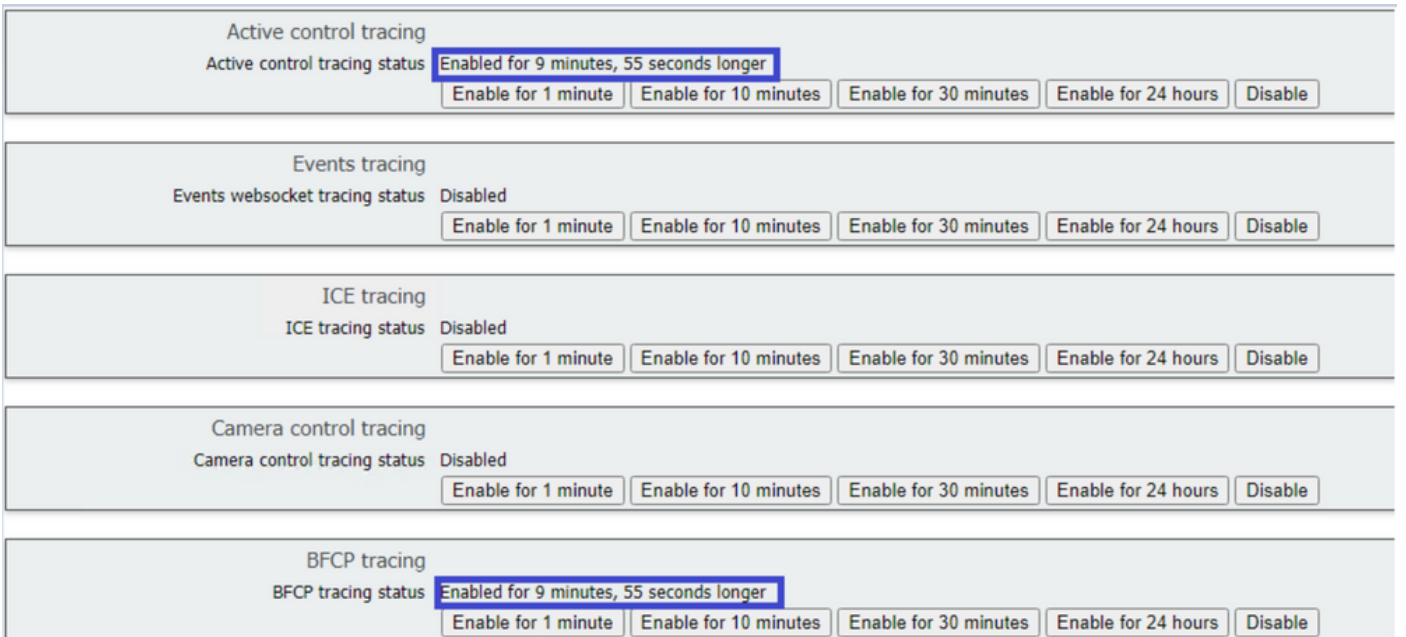 Active control tracing
Active control tracing status Enabled for 9 minutes, 55 seconds longer
Enable for 1 minute Enable for 10 minutes Enable for 30 minutes Enable for 24 hours Disable
Events tracing
Events websocket tracing status Disabled
Enable for 1 minute Enable for 10 minutes Enable for 30 minutes Enable for 24 hours Disable
ICE tracing
ICE tracing status Disabled
Enable for 1 minute Enable for 10 minutes Enable for 30 minutes Enable for 24 hours Disable
Camera control tracing
Camera control tracing status Disabled
Enable for 1 minute Enable for 10 minutes Enable for 30 minutes Enable for 24 hours Disable
BFCP tracing
BFCP tracing status Enabled for 9 minutes, 55 seconds longer
Enable for 1 minute Enable for 10 minutes Enable for 30 minutes Enable for 24 hours Disable